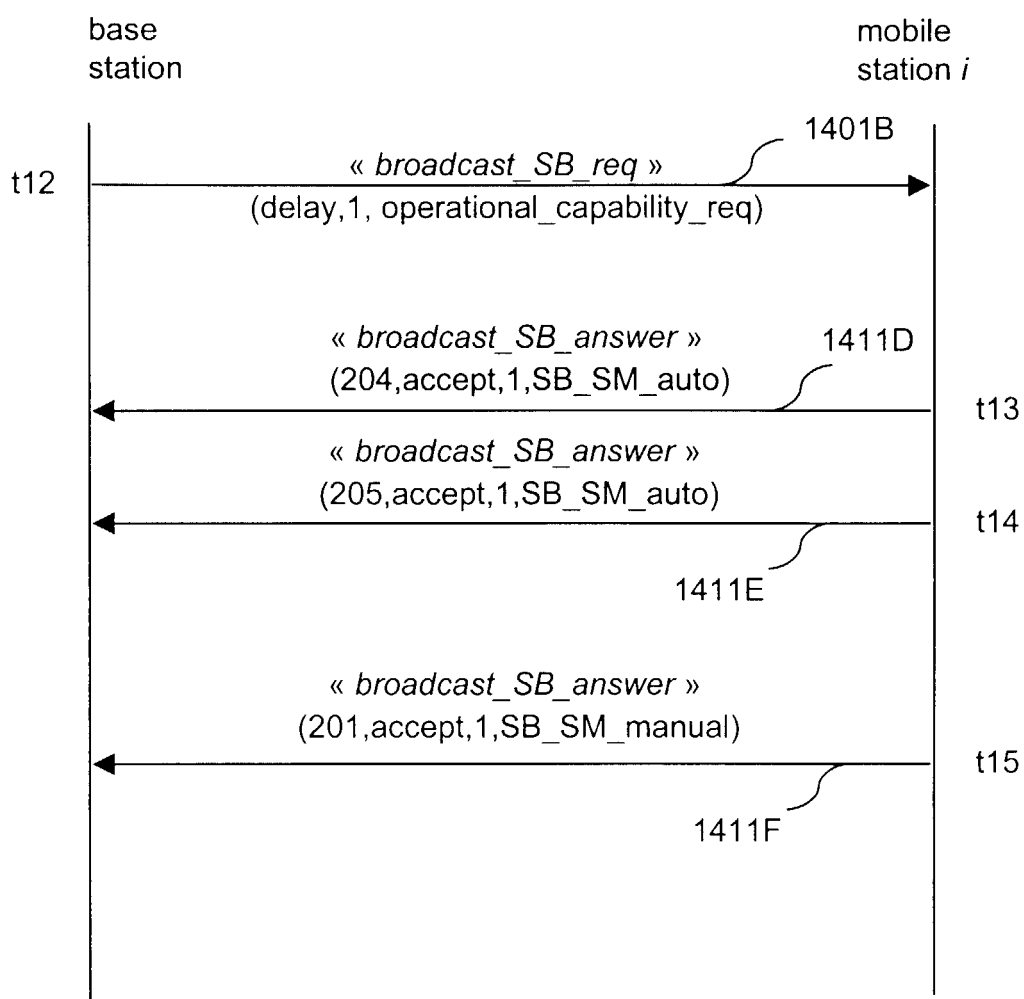 base
station
mobile
station i
1401B
t12
« broadcast_SB_req »
(delay,1, operational_capability_req)
« broadcast_SB_answer »
1411D
(204,accept,1,SB_SM_auto)
t13
« broadcast_SB_answer »
(205,accept,1,SB_SM_auto)
t14
1411E
« broadcast_SB_answer »
(201,accept,1,SB_SM_manual)
t15
1411F